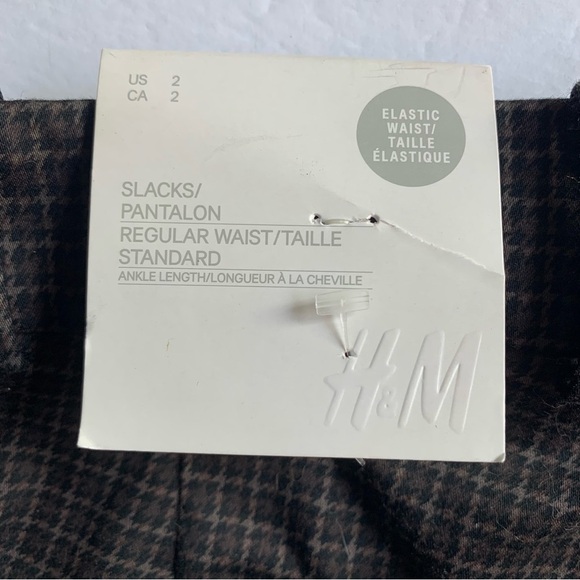 US 2
CA 2
ELASTIC
WAIST/
TAILLE
ÉLASTIQUE
SLACKS/
PANTALON
REGULAR WAIST/TAILLE
STANDARD
ANKLE LENGTH/LONGUEUR À LA CHEVILLE
H&M